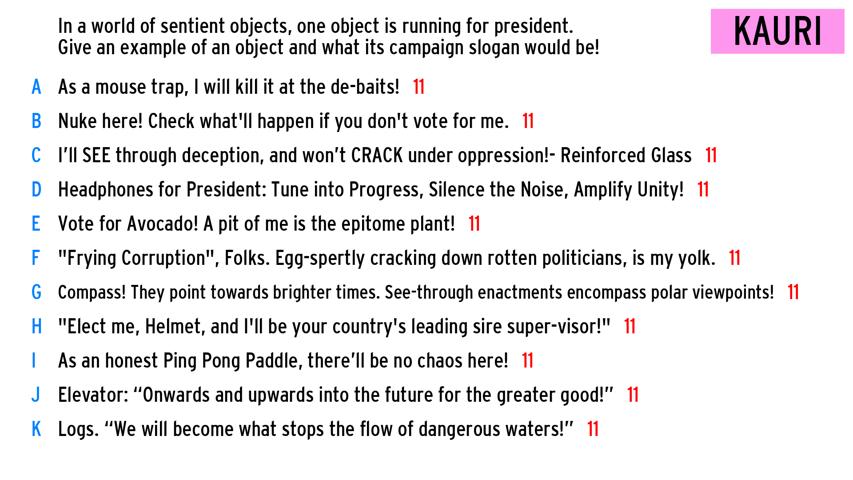 In a world of sentient objects, one object is running for president.
Give an example of an object and what its campaign slogan would be!
KAURI
A As a mouse trap, I will kill it at the de-baits! 11
B Nuke here! Check what'll happen if you don't vote for me. 11
C I’ll SEE through deception, and won’t CRACK under oppression!- Reinforced Glass 11
D Headphones for President: Tune into Progress, Silence the Noise, Amplify Unity! 11
E Vote for Avocado! A pit of me is the epitome plant! 11
F "Frying Corruption", Folks. Egg-spertly cracking down rotten politicians, is my yolk. 11
G Compass! They point towards brighter times. See-through enactments encompass polar viewpoints! 11
H "Elect me, Helmet, and I'll be your country's leading sire super-visor!" 11
I As an honest Ping Pong Paddle, there’ll be no chaos here! 11
J Elevator: “Onwards and upwards into the future for the greater good!” 11
K Logs. “We will become what stops the flow of dangerous waters!” 11